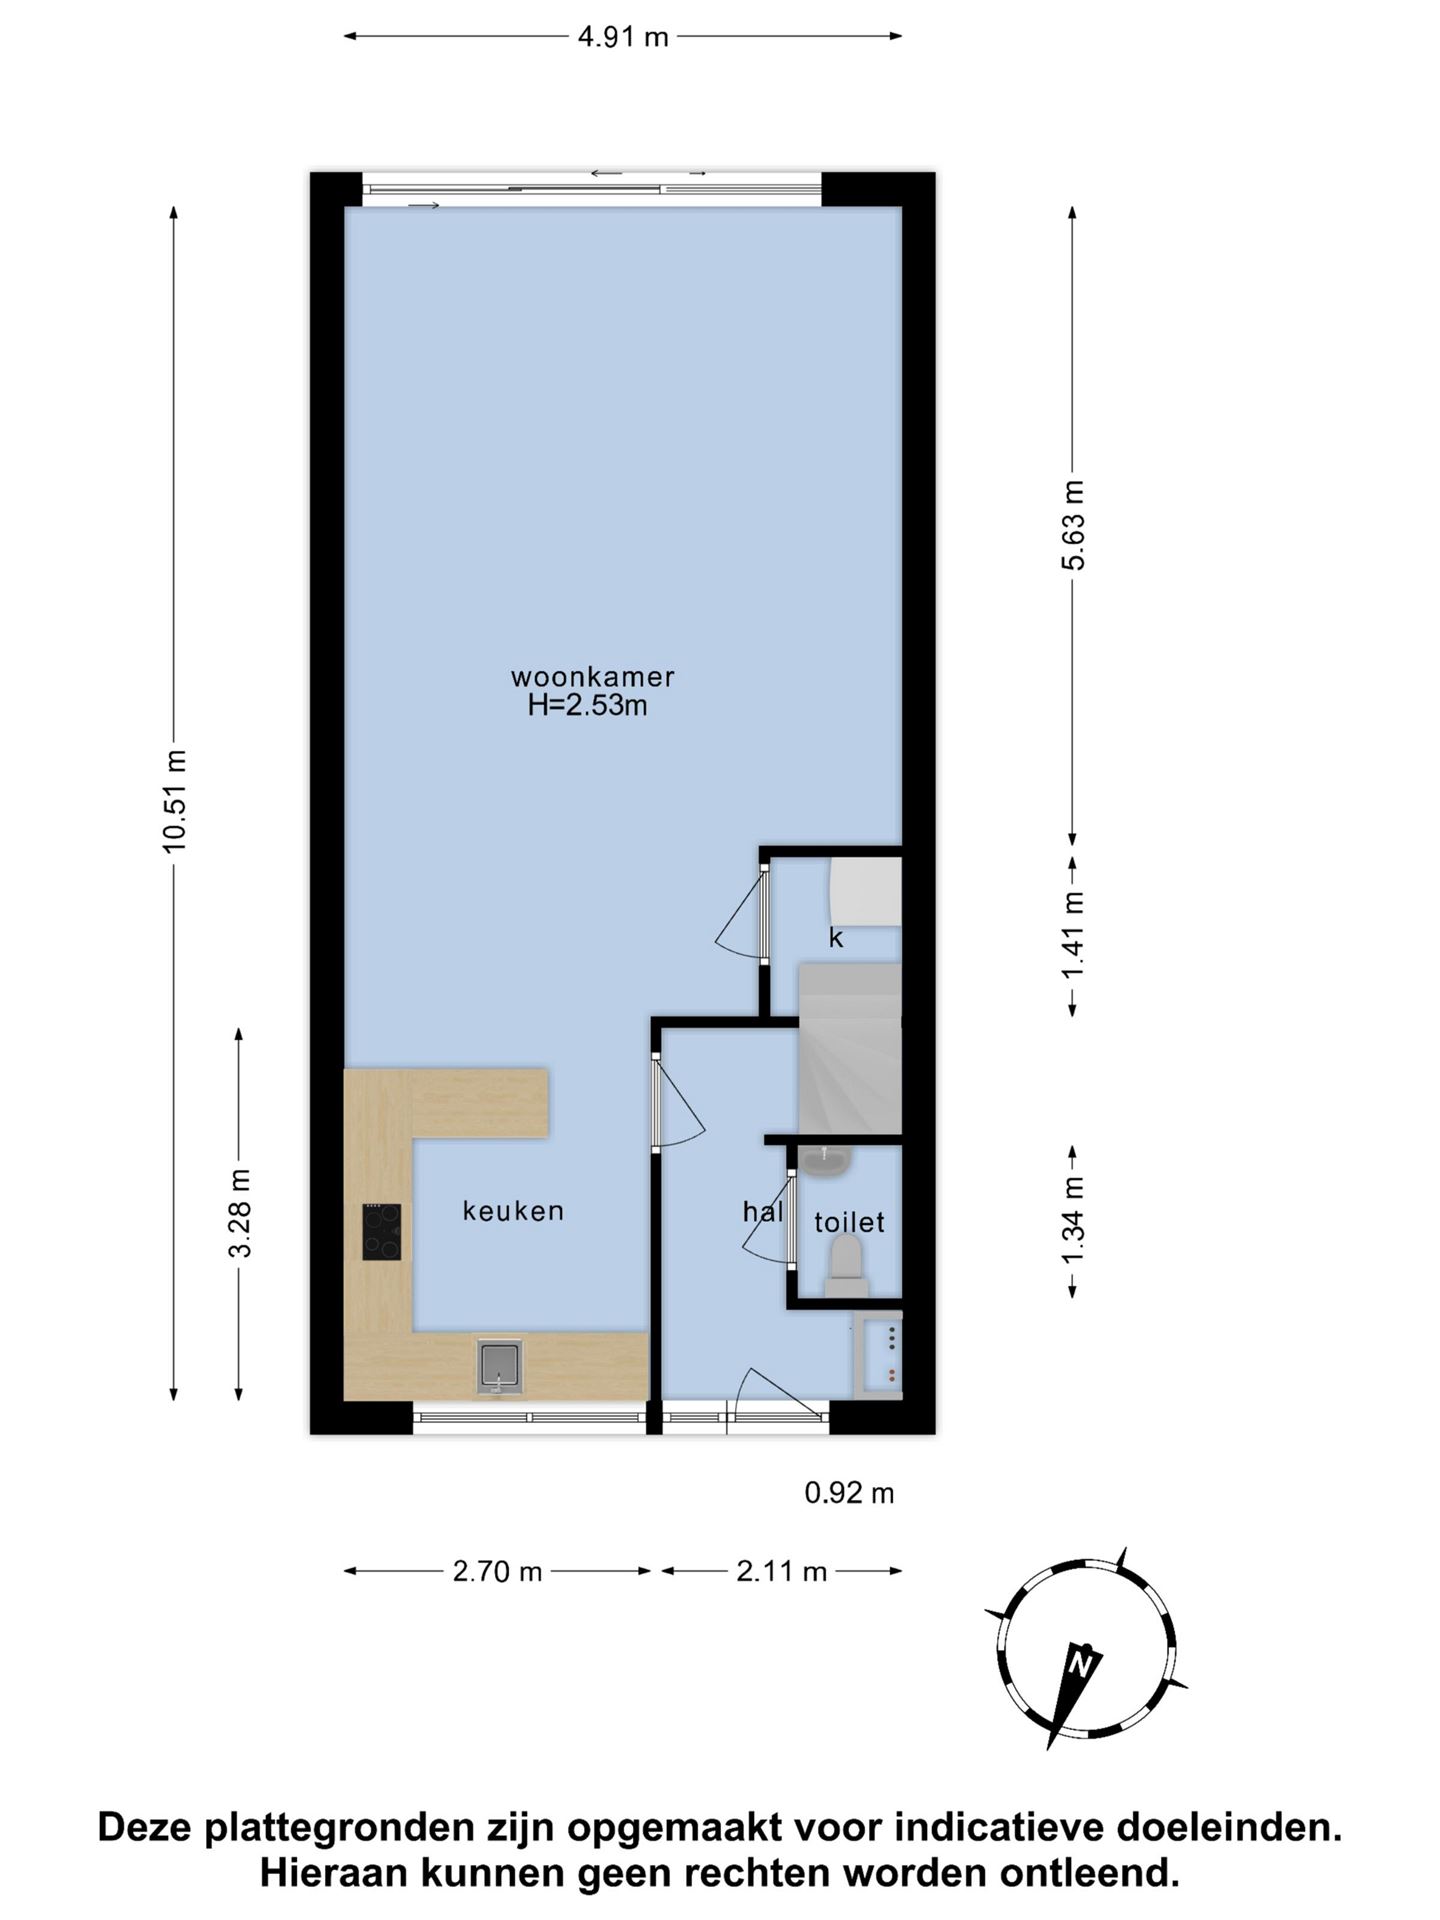 4.91 m
10.51 m
5.63 m
woonkamer
H=2.53m
1.41 m
k
3.28 m
keuken
hal
toilet
1.34 m
0.92 m
2.70 m
2.11 m
N
Deze plattegronden zijn opgemaakt voor indicatieve doeleinden.
Hieraan kunnen geen rechten worden ontleend.